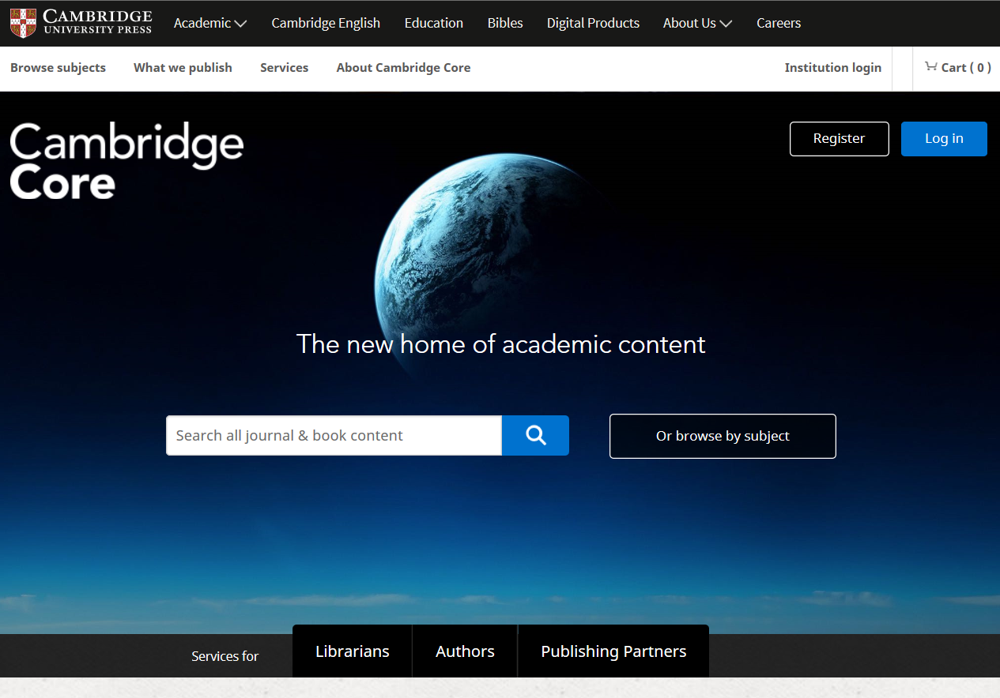 CAMBRIDGE
UNIVERSITY PRESS
Academic Cambridge English Education Bibles Digital Products About Us Careers
Browse subjects What we publish Services About Cambridge Core Institution login Cart ( 0 )
Cambridge
Core
Register Log in
The new home of academic content
Search all journal & book content Or browse by subject
Services for Librarians Authors Publishing Partners